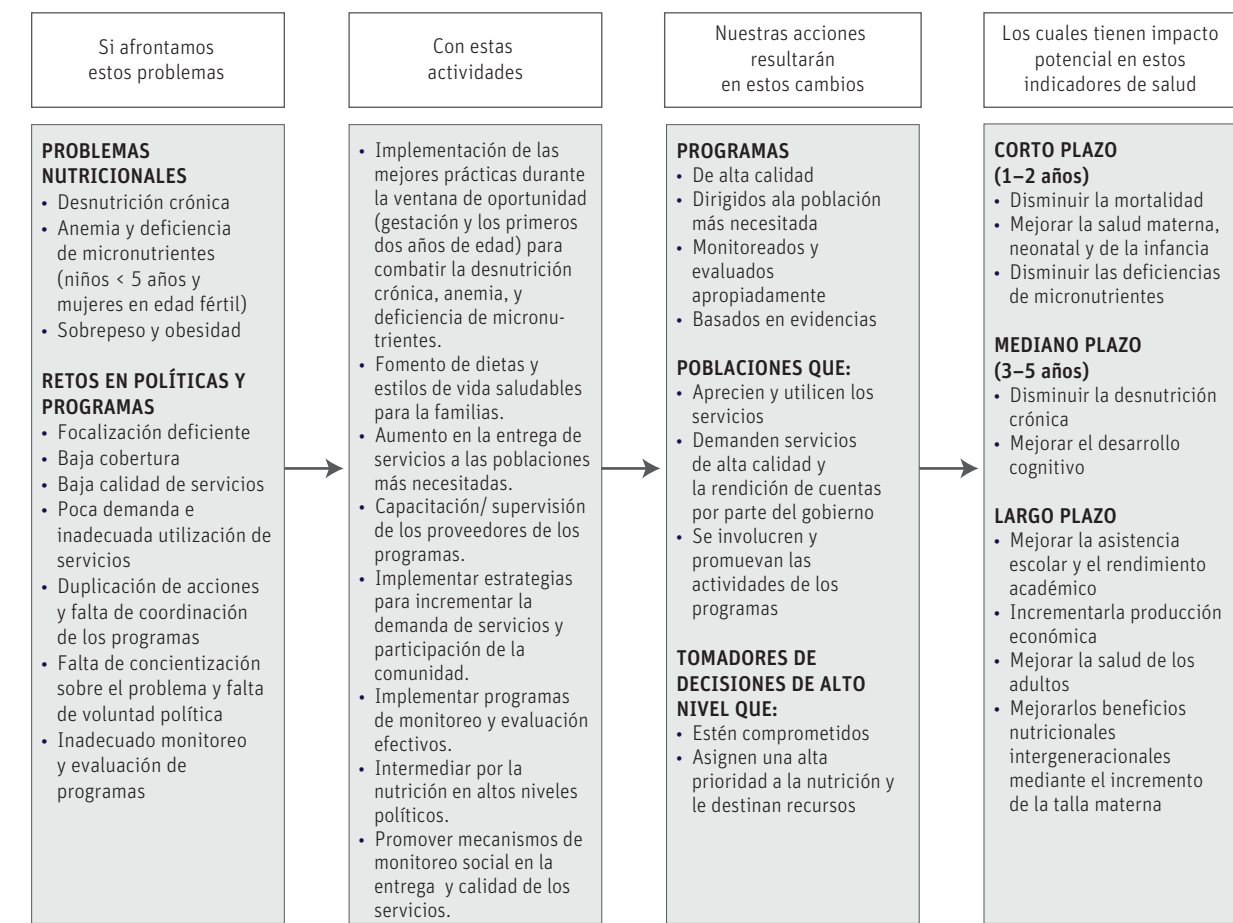 Si afrontamos
estos problemas
PROBLEMAS
NUTRICIONALES
• Desnutrición crónica
• Anemia y deficiencia
de micronutrientes
(niños < 5 años y
mujeres en edad fértil)
• Sobrepeso y obesidad
RETOS EN POLÍTICAS Y
PROGRAMAS
• Focalización deficiente
• Baja cobertura
• Baja calidad de servicios
• Poca demanda e
inadecuada utilización de
servicios
• Duplicación de acciones
y falta de coordinación
de los programas
• Falta de concientización
sobre el problema y falta
de voluntad política
• Inadecuado monitoreo
y evaluación de
programas
Con estas
actividades
• Implementación de las
mejores prácticas durante
la ventana de oportunidad
(gestación y los primeros
dos años de edad) para
combatir la desnutrición
crónica, anemia, y
deficiencia de micronu-
trientes.
• Fomento de dietas y
estilos de vida saludables
para la familias.
• Aumento en la entrega de
servicios a las poblaciones
más necesitadas.
• Capacitación/ supervisión
de los proveedores de los
programas.
• Implementar estrategias
para incrementar la
demanda de servicios y
participación de la
comunidad.
• Implementar programas
de monitoreo y evaluación
efectivos.
• Intermediar por la
nutrición en altos niveles
políticos.
• Promover mecanismos de
monitoreo social en la
entrega y calidad de los
servicios.
Nuestras acciones
resultarán
en estos cambios
PROGRAMAS
• De alta calidad
• Dirigidos ala población
más necesitada
• Monitoreados y
evaluados
apropiadamente
• Basados en evidencias
POBLACIONES QUE:
• Aprecien y utilicen los
servicios
• Demanden servicios
de alta calidad y
la rendición de cuentas
por parte del gobierno
• Se involucren y
promuevan las
actividades de los
programas
TOMADORES DE
DECISIONES DE ALTO
NIVEL QUE:
• Estén comprometidos
• Asignen una alta
prioridad a la nutrición y
le destinan recursos
Los cuales tienen impacto
potencial en estos
indicadores de salud
CORTO PLAZO
(1–2 años)
• Disminuir la mortalidad
• Mejorar la salud materna,
neonatal y de la infancia
• Disminuir las deficiencias
de micronutrientes
MEDIANO PLAZO
(3–5 años)
• Disminuir la desnutrición
crónica
• Mejorar el desarrollo
cognitivo
LARGO PLAZO
• Mejorar la asistencia
escolar y el rendimiento
académico
• Incrementarla producción
económica
• Mejorar la salud de los
adultos
• Mejorarlos beneficios
nutricionales
intergeneracionales
mediante el incremento
de la talla materna